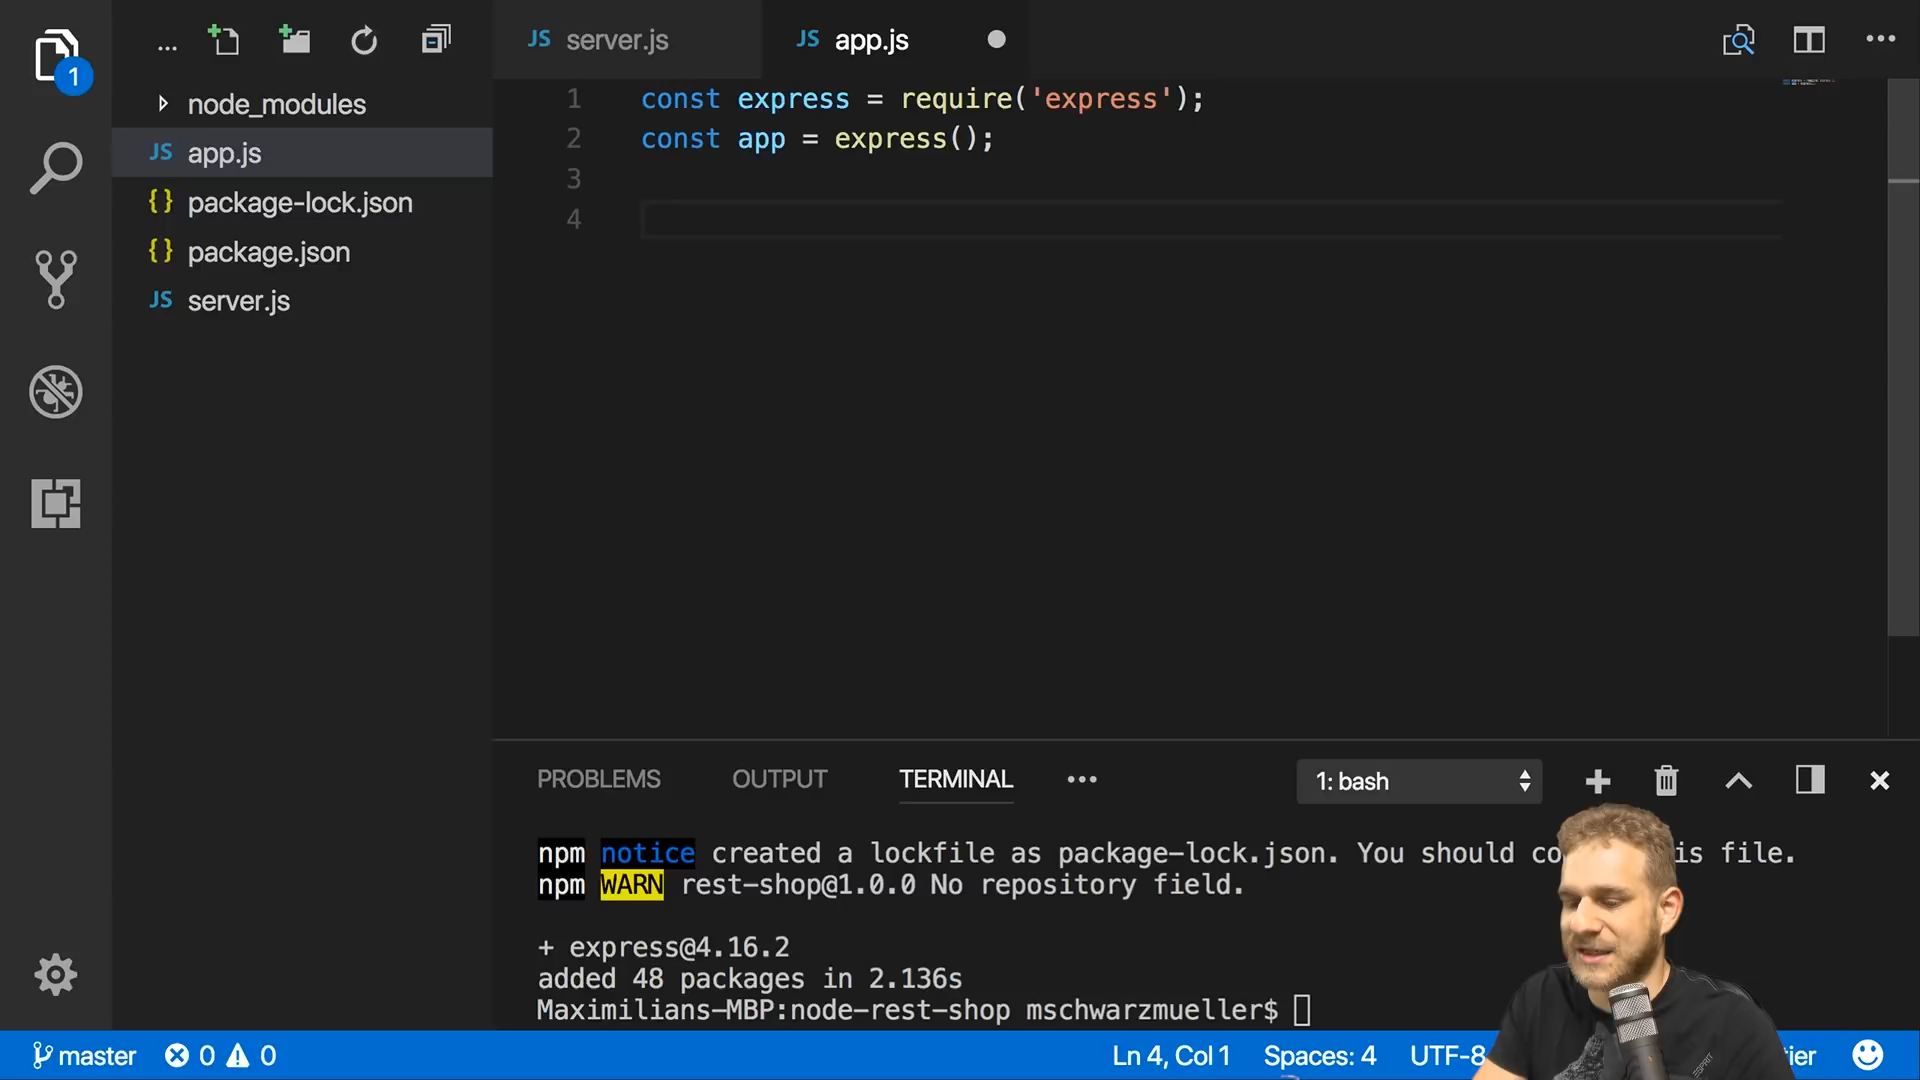 1
...
JS server.js
JS app.js
node_modules
JS app.js
{} package-lock.json
{} package.json
JS server.js
1 const express = require('express');
2 const app = express();
3
4
PROBLEMS OUTPUT TERMINAL ...
1: bash
npm notice created a lockfile as package-lock.json. You should co is file.
npm WARN rest-shop@1.0.0 No repository field.
+ express@4.16.2
added 48 packages in 2.136s
Maximilians-MBP:node-rest-shop mschwarzmueller$
master 0 0 Ln 4, Col 1 Spaces: 4 UTF-8
ESPRIT